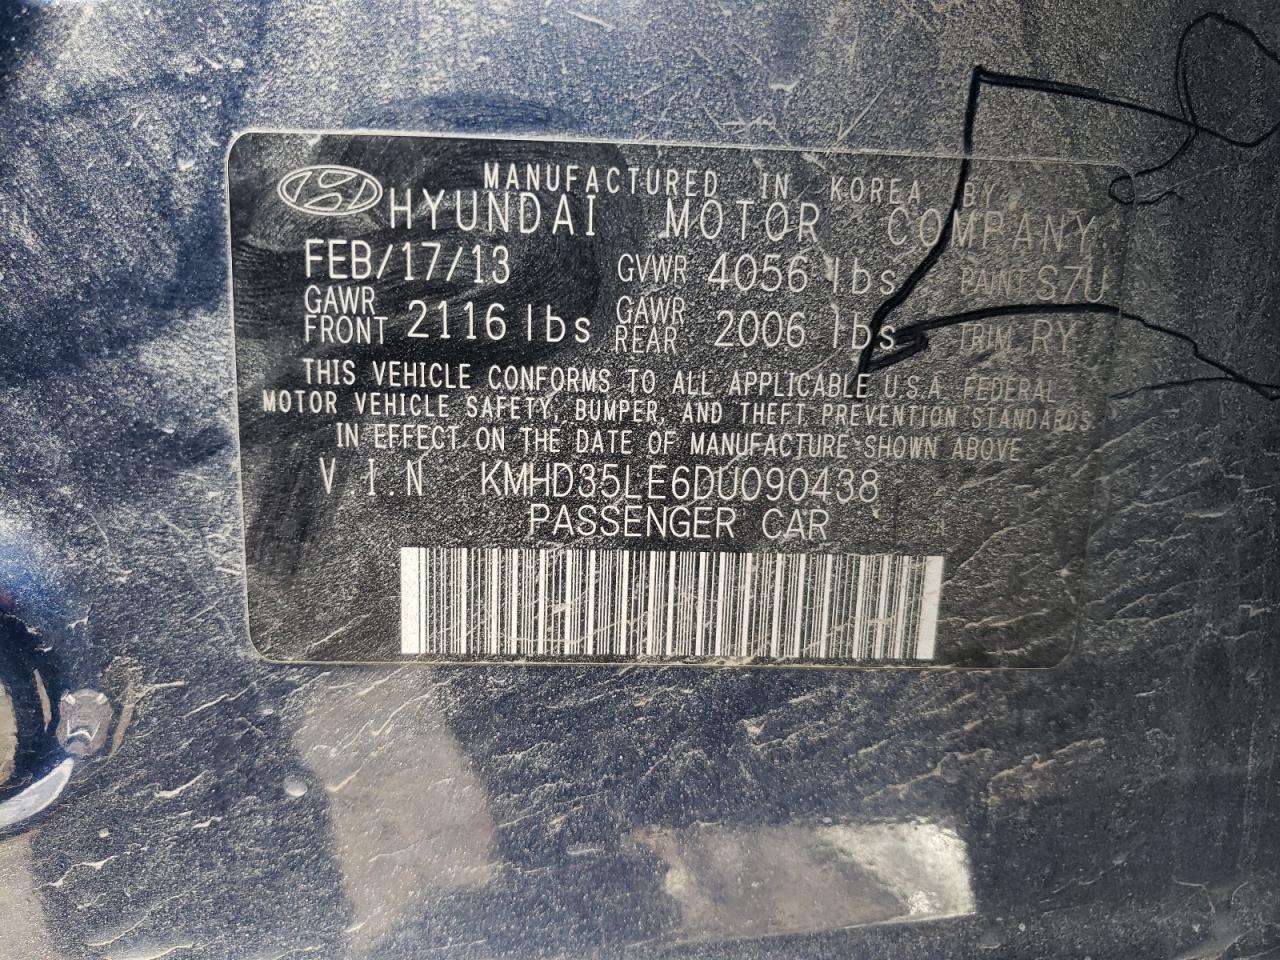 MANUFACTURED IN KOREA BY
HYUNDAI MOTOR COMPANY
FEB/17/13 GVWR 4056 lbs PAINT S7U
GAWR FRONT 2116 lbs GAWR REAR 2006 lbs TRIM RY
THIS VEHICLE CONFORMS TO ALL APPLICABLE U.S.A. FEDERAL
MOTOR VEHICLE SAFETY, BUMPER, AND THEFT PREVENTION STANDARDS
IN EFFECT ON THE DATE OF MANUFACTURE SHOWN ABOVE
V.I.N KMHD35LE6DU090438
PASSENGER CAR